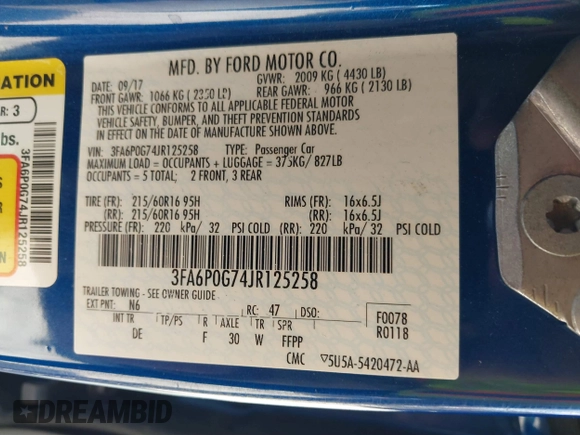 MFD. BY FORD MOTOR CO.
DATE: 09/17 GVWR: 2009 KG ( 4430 LB)
FRONT GAWR: 1066 KG ( 2350 LB) REAR GAWR: 966 KG ( 2130 LB)
THIS VEHICLE CONFORMS TO ALL APPLICABLE FEDERAL MOTOR
VEHICLE SAFETY, BUMPER, AND THEFT PREVENTION STANDARDS
IN EFFECT ON THE DATE OF MANUFACTURE SHOWN ABOVE.
VIN: 3FA6P0G74JR125258 TYPE: Passenger Car
MAXIMUM LOAD = OCCUPANTS + LUGGAGE = 375KG/ 827LB
OCCUPANTS = 5 TOTAL; 2 FRONT, 3 REAR
TIRE (FR): 215/60R16 95H RIMS (FR): 16x6.5J
(RR): 215/60R16 95H (RR): 16x6.5J
PRESSURE (FR): 220 kPa/ 32 PSI COLD (RR): 220 kPa/ 32 PSI COLD
3FA6P0G74JR125258
TRAILER TOWING - SEE OWNER GUIDE
EXT PNT: N6 RC: 47 DSO:
INT TR TP/PS R AXLE TR SPR
DE F 30 W FFPP
F0078
R0118
CMC 5U5A-5420472-AA
ATION
R: 3
bs.
3FA6P0G74JR125258
S
R
N
DREAMBID